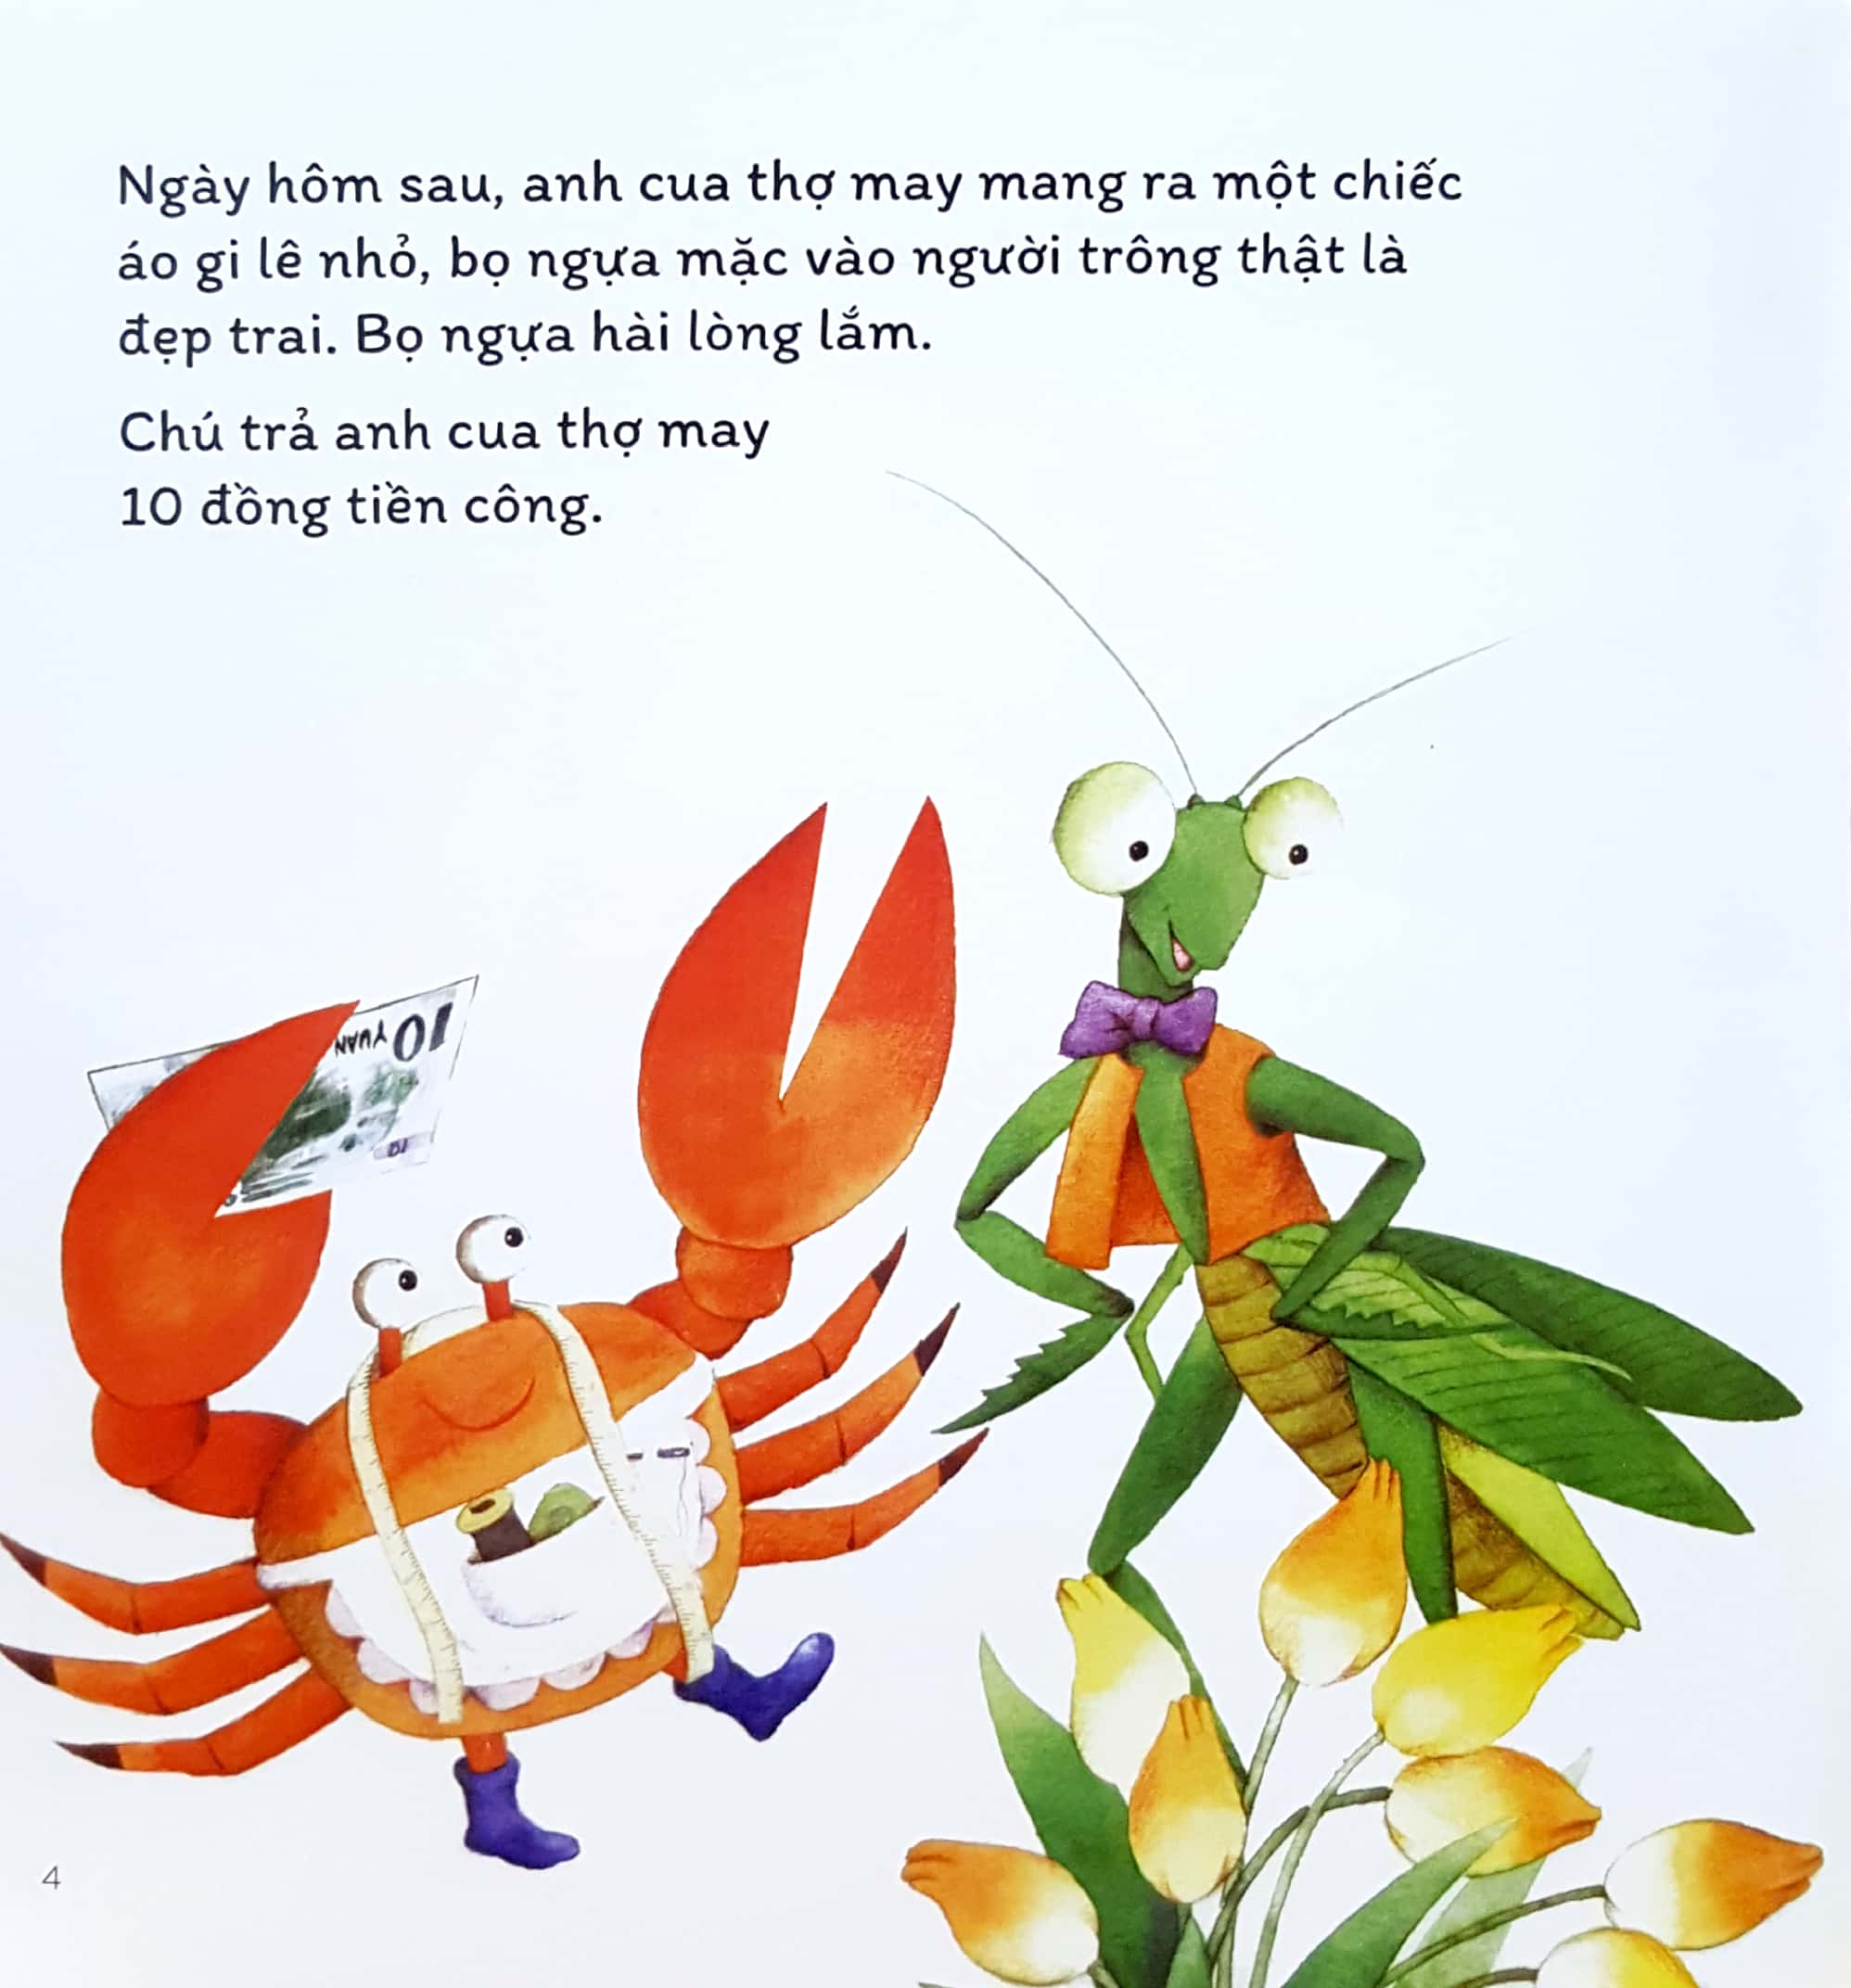 Ngày hôm sau, anh cua thợ may mang ra một chiếc
áo gi lê nhỏ, bọ ngựa mặc vào người trông thật là
đẹp trai. Bọ ngựa hài lòng lắm.
Chú trả anh cua thợ may
10 đồng tiền công.
10 YUAN
10
4